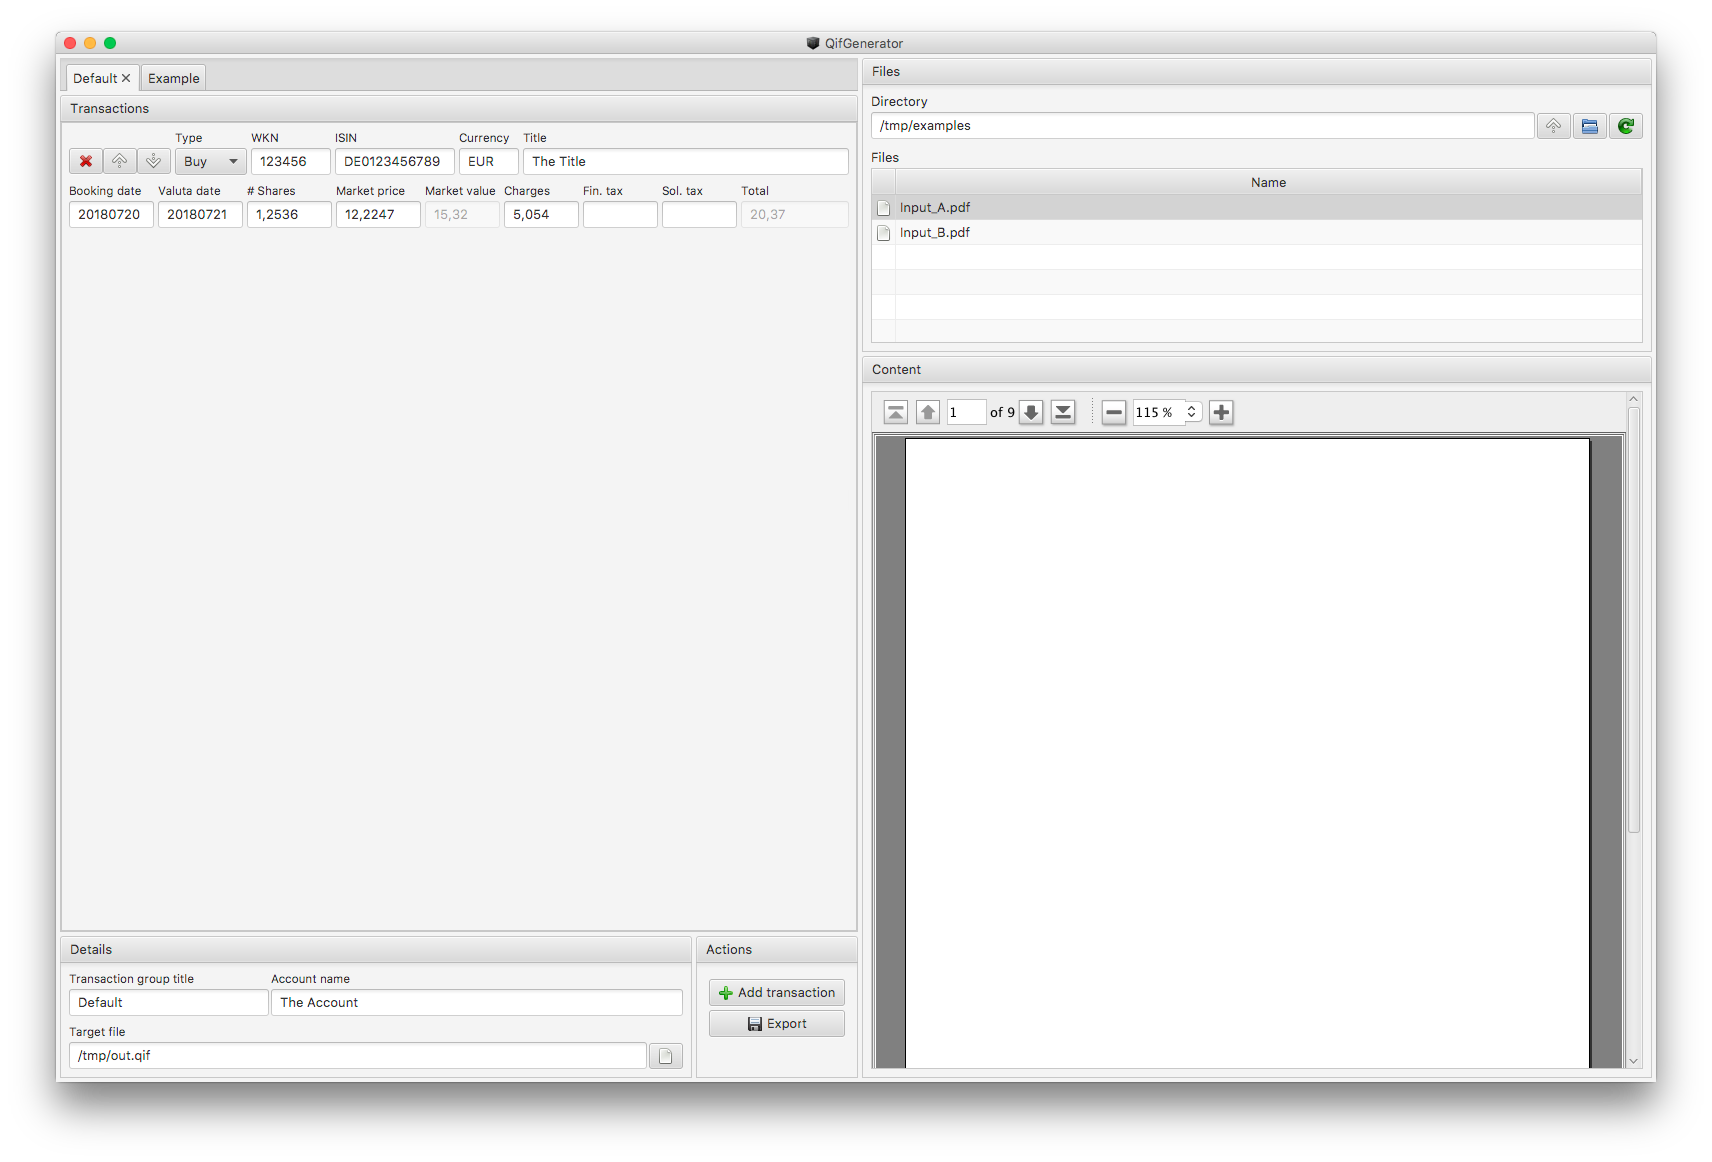 QifGenerator
Default Example
Transactions
Type WKN ISIN Currency Title
Buy 123456 DE0123456789 EUR The Title
Booking date Valuta date # Shares Market price Market value Charges Fin. tax Sol. tax Total
20180720 20180721 1,2536 12,2247 15,32 5,054 20,37
Details
Transaction group title Account name
Default The Account
Target file
/tmp/out.qif
Actions
Add transaction
Export
Files
Directory
/tmp/examples
Files
Name
Input_A.pdf
Input_B.pdf
Content
1 of 9 115 %